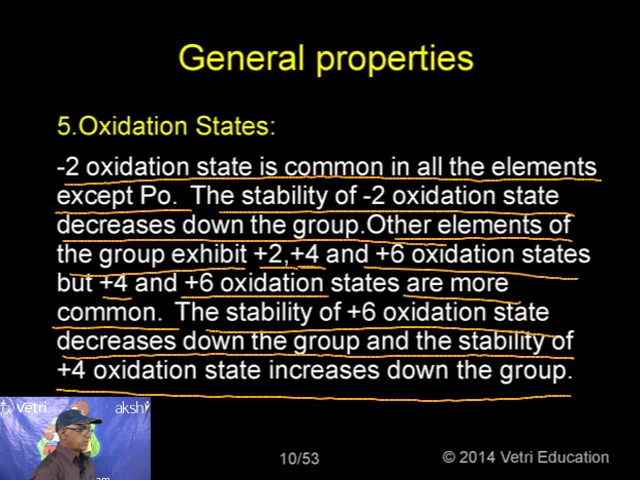 General properties
5.Oxidation States:
-2 oxidation state is common in all the elements
except Po.  The stability of -2 oxidation state
decreases down the group.Other elements of
the group exhibit +2,+4 and +6 oxidation states
but +4 and +6 oxidation states are more
common.  The stability of +6 oxidation state
decreases down the group and the stability of
+4 oxidation state increases down the group.
vetri akshi
10/53
© 2014 Vetri Education